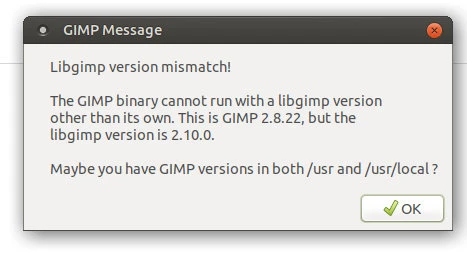 GIMP Message
Libgimp version mismatch!
The GIMP binary cannot run with a libgimp version
other than its own. This is GIMP 2.8.22, but the
libgimp version is 2.10.0.
Maybe you have GIMP versions in both /usr and /usr/local ?
OK